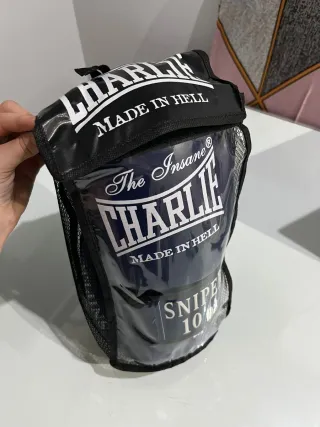 CHARLIE
MADE IN HELL
The Insane®
CHARLIE
MADE IN HELL
SNIPE
10